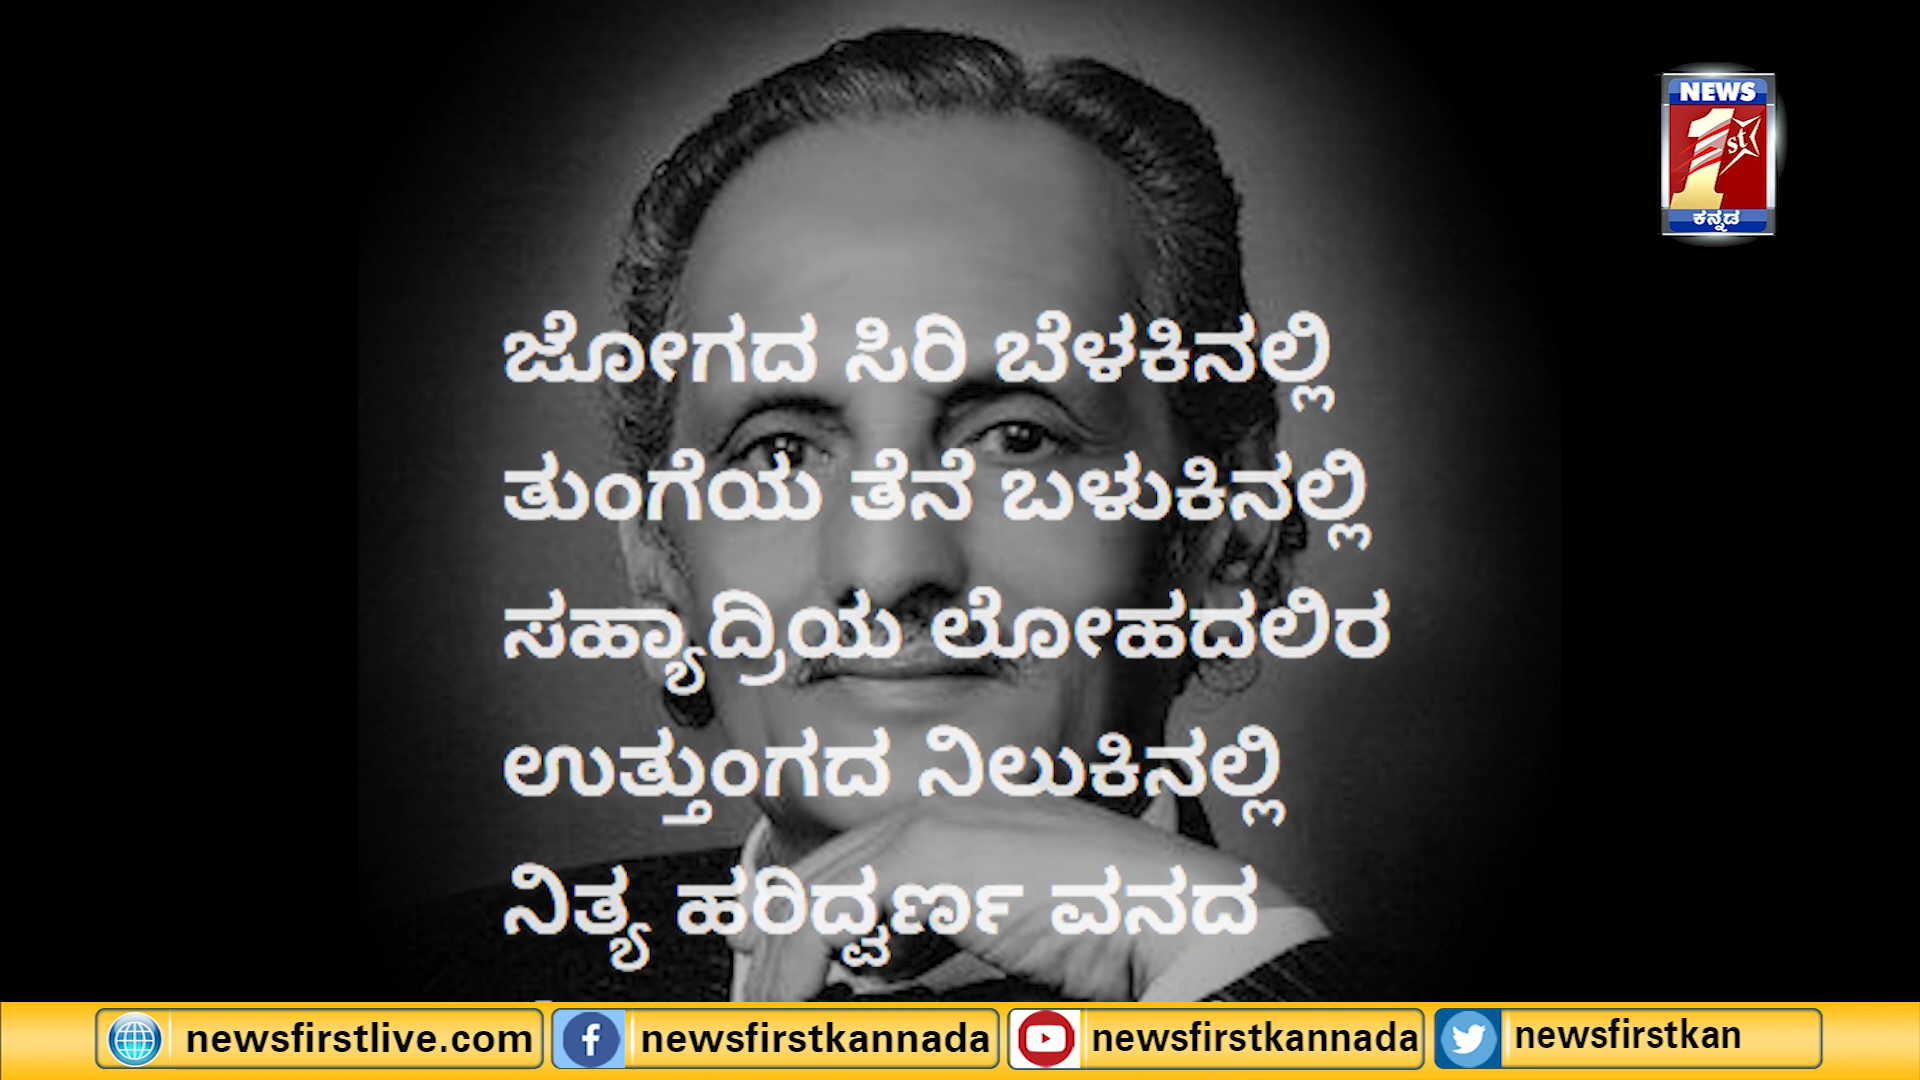 NEWS
1st
ಕನ್ನಡ
ಜೋಗದ ಸಿರಿ ಬೆಳಕಿನಲ್ಲಿ
ತುಂಗೆಯ ತೆನೆ ಬಳುಕಿನಲ್ಲಿ
ಸಹ್ಯಾದ್ರಿಯ ಲೋಹದಲಿರ
ಉತ್ತುಂಗದ ನಿಲುಕಿನಲ್ಲಿ
ನಿತ್ಯ ಹರಿದ್ವರ್ಣ ವನದ
newsfirstlive.com
newsfirstkannada
newsfirstkannada
newsfirstkan